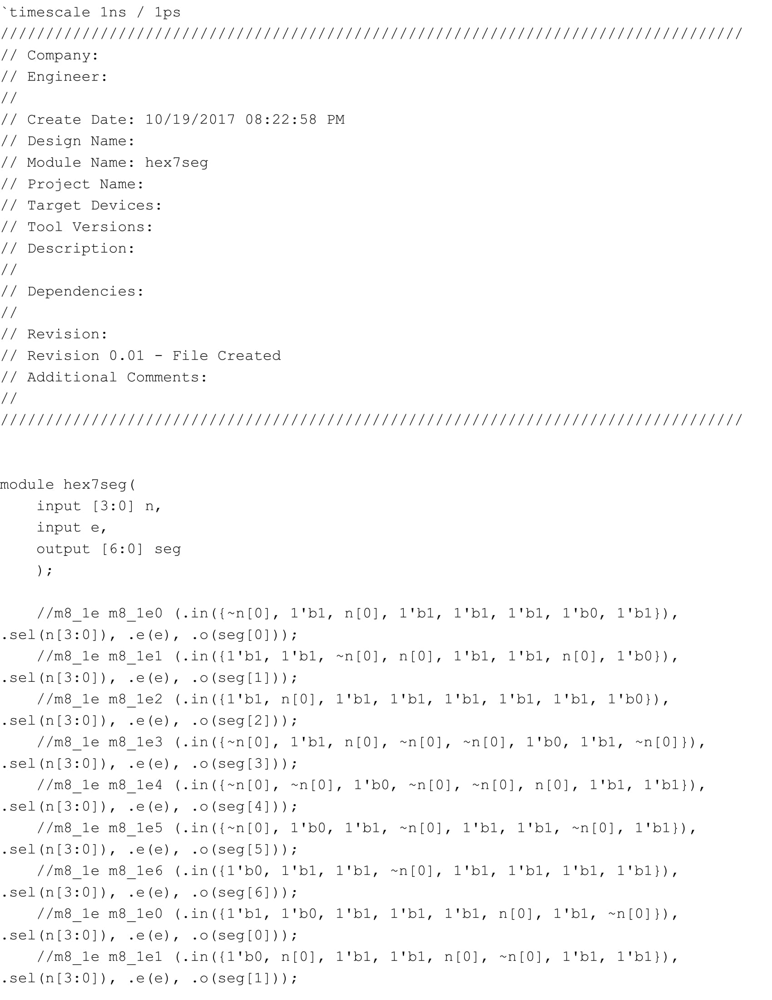 `timescale 1ns / 1ps
//////////////////////////////////////////////////////////////////////////////////
// Company:
// Engineer:
//
// Create Date: 10/19/2017 08:22:58 PM
// Design Name:
// Module Name: hex7seg
// Project Name:
// Target Devices:
// Tool Versions:
// Description:
//
// Dependencies:
//
// Revision:
// Revision 0.01 - File Created
// Additional Comments:
//
//////////////////////////////////////////////////////////////////////////////////
module hex7seg(
    input [3:0] n,
    input e,
    output [6:0] seg
    );
    //m8_1e m8_1e0 (.in({~n[0], 1'b1, n[0], 1'b1, 1'b1, 1'b1, 1'b0, 1'b1}),
.sel(n[3:0]), .e(e), .o(seg[0]));
    //m8_1e m8_1e1 (.in({1'b1, 1'b1, ~n[0], n[0], 1'b1, 1'b1, n[0], 1'b0}),
.sel(n[3:0]), .e(e), .o(seg[1]));
    //m8_1e m8_1e2 (.in({1'b1, n[0], 1'b1, 1'b1, 1'b1, 1'b1, 1'b1, 1'b0}),
.sel(n[3:0]), .e(e), .o(seg[2]));
    //m8_1e m8_1e3 (.in({~n[0], 1'b1, n[0], ~n[0], ~n[0], 1'b0, 1'b1, ~n[0]}),
.sel(n[3:0]), .e(e), .o(seg[3]));
    //m8_1e m8_1e4 (.in({~n[0], ~n[0], 1'b0, ~n[0], ~n[0], n[0], 1'b1, 1'b1}),
.sel(n[3:0]), .e(e), .o(seg[4]));
    //m8_1e m8_1e5 (.in({~n[0], 1'b0, 1'b1, ~n[0], 1'b1, 1'b1, ~n[0], 1'b1}),
.sel(n[3:0]), .e(e), .o(seg[5]));
    //m8_1e m8_1e6 (.in({1'b0, 1'b1, 1'b1, ~n[0], 1'b1, 1'b1, 1'b1, 1'b1}),
.sel(n[3:0]), .e(e), .o(seg[6]));
    //m8_1e m8_1e0 (.in({1'b1, 1'b0, 1'b1, 1'b1, 1'b1, n[0], 1'b1, ~n[0]}),
.sel(n[3:0]), .e(e), .o(seg[0]));
    //m8_1e m8_1e1 (.in({1'b0, n[0], 1'b1, 1'b1, n[0], ~n[0], 1'b1, 1'b1}),
.sel(n[3:0]), .e(e), .o(seg[1]));